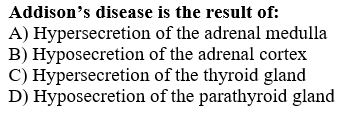 Addison’s disease is the result of:
A) Hypersecretion of the adrenal medulla
B) Hyposecretion of the adrenal cortex
C) Hypersecretion of the thyroid gland
D) Hyposecretion of the parathyroid gland